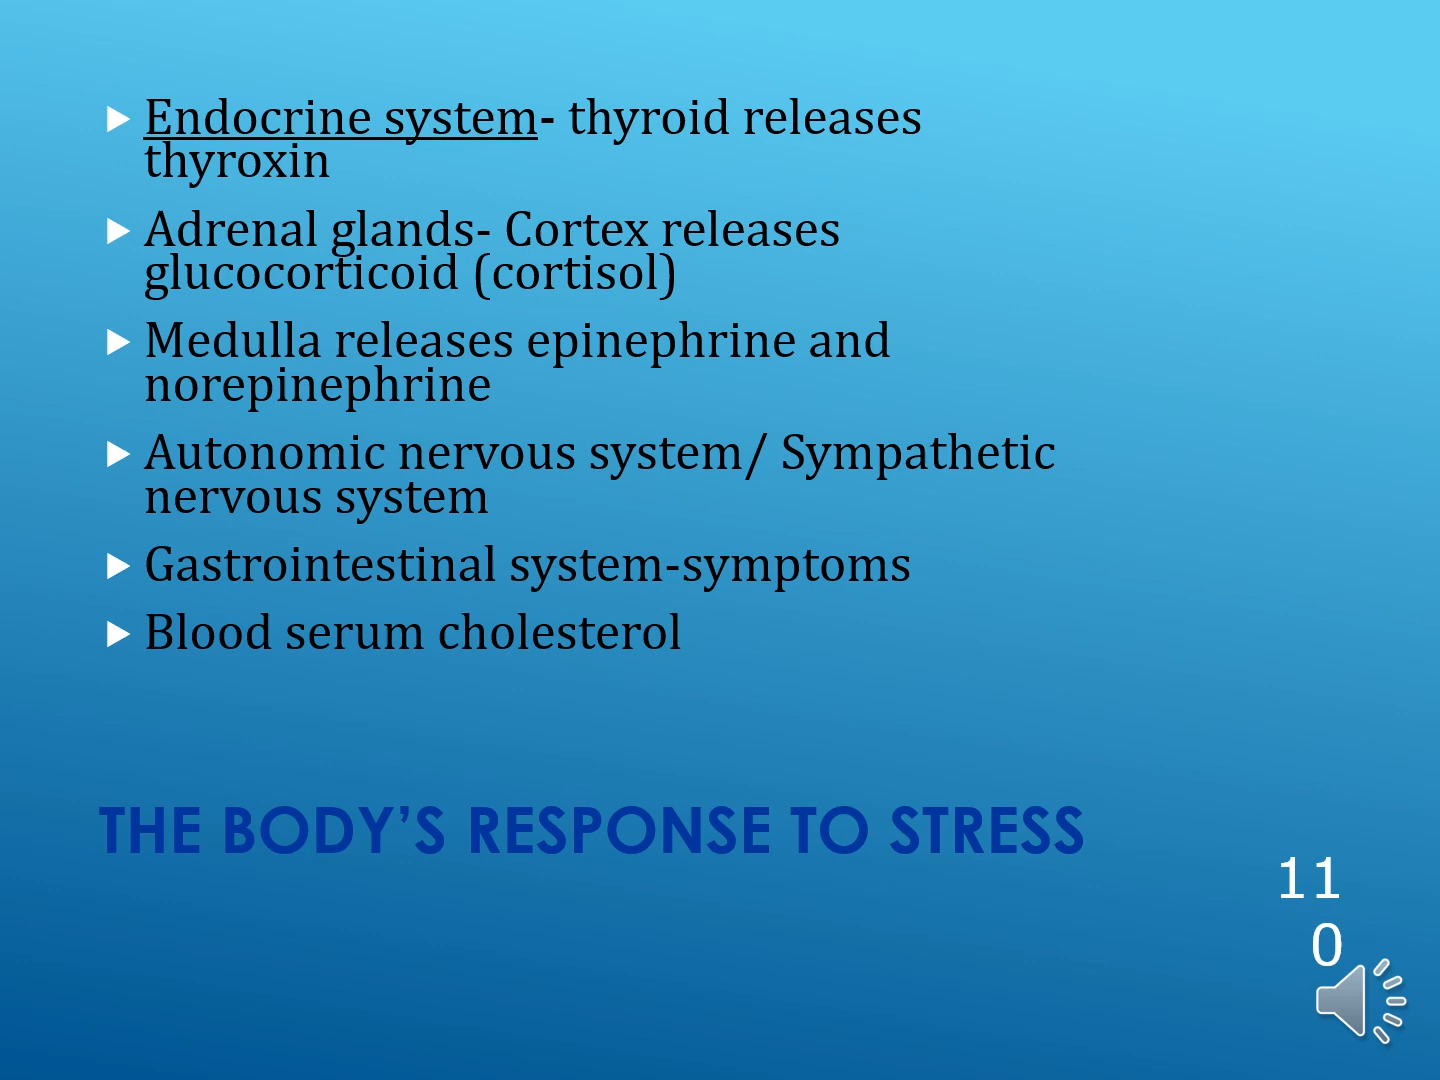 Endocrine system- thyroid releases
thyroxin
Adrenal glands- Cortex releases
glucocorticoid (cortisol)
Medulla releases epinephrine and
norepinephrine
Autonomic nervous system/ Sympathetic
nervous system
Gastrointestinal system-symptoms
Blood serum cholesterol
THE BODY’S RESPONSE TO STRESS
11
0